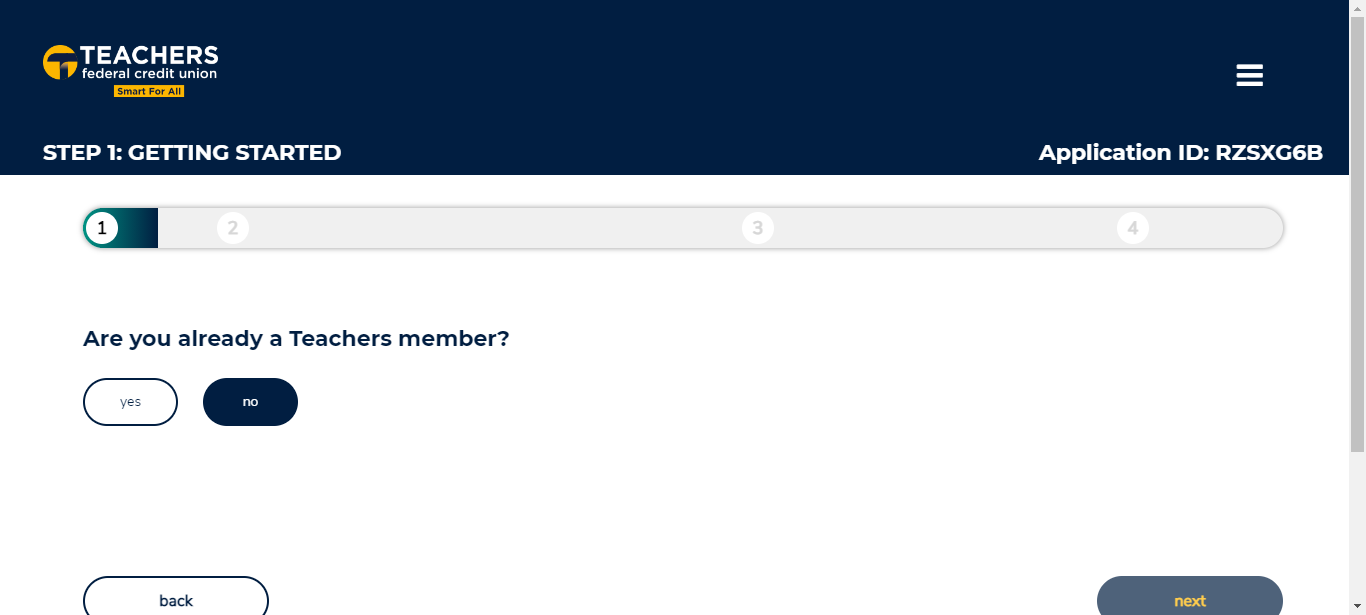 TEACHERS
federal credit union
Smart For All
STEP 1: GETTING STARTED
Application ID: RZSXG6B
1
2
3
4
Are you already a Teachers member?
yes
no
back
next